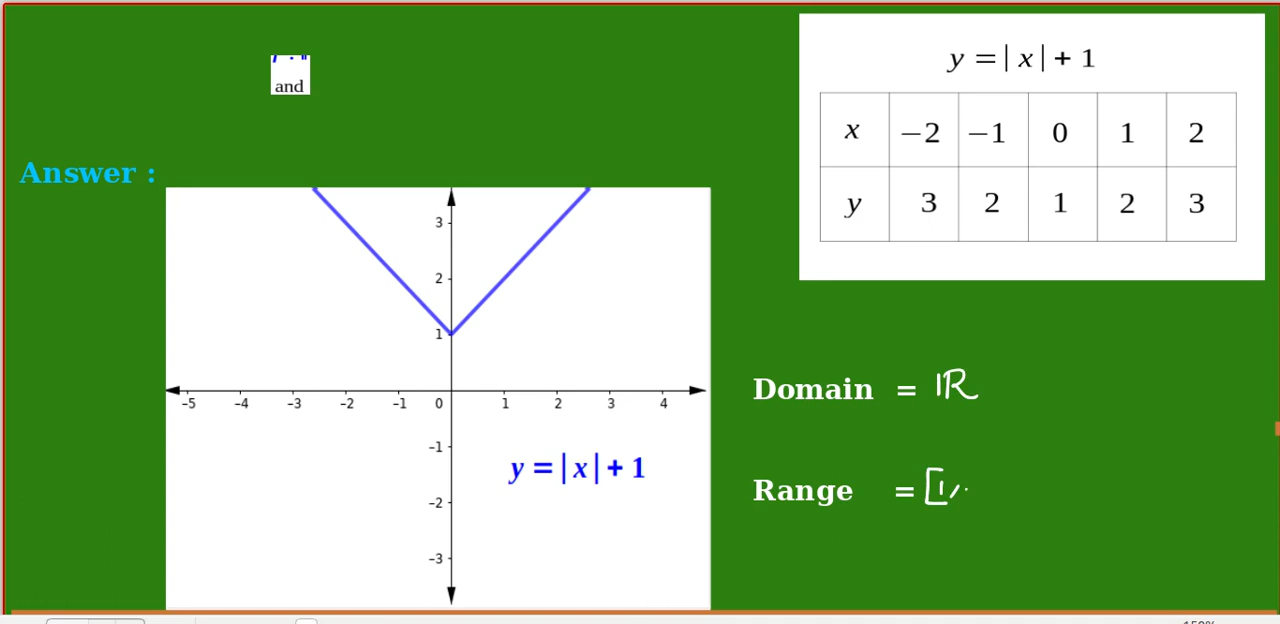 and
y = | x | + 1
x −2 −1 0 1 2
y 3 2 1 2 3
Answer :
3
2
1
−5 −4 −3 −2 −1 0 1 2 3 4
−1
−2
−3
y = | x | + 1
Domain = ℝ
Range = [1,